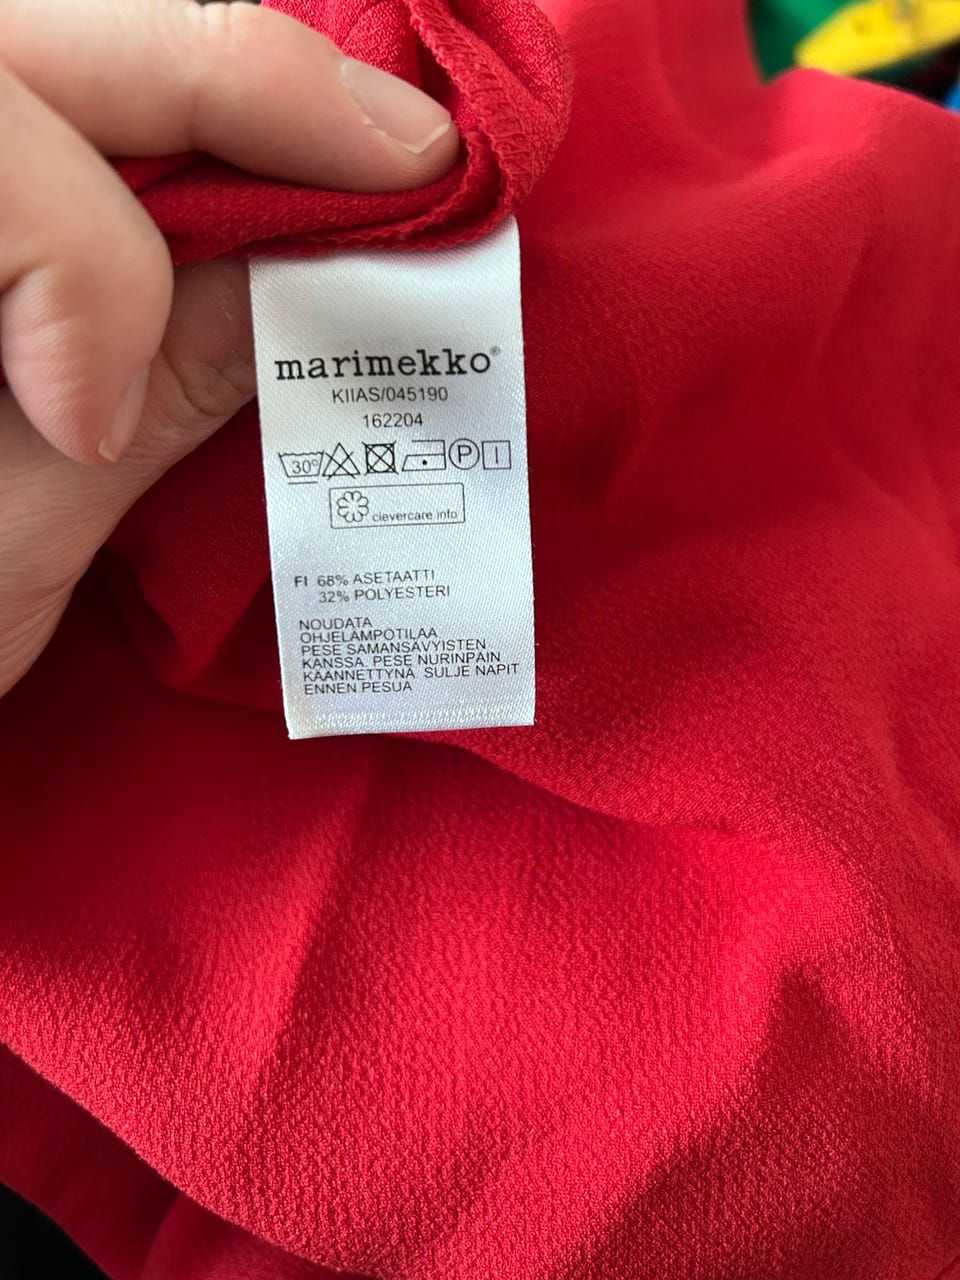 marimekko®
KIIAS/045190
162204
30° P I
clevercare.info
FI 68% ASETAATTI
32% POLYESTERI
NOUDATA
OHJELÄMPÖTILAA
PESE SAMANSÄVYISTEN
KANSSA. PESE NURINPÄIN
KÄÄNNETTYNÄ. SULJE NAPIT
ENNEN PESUA